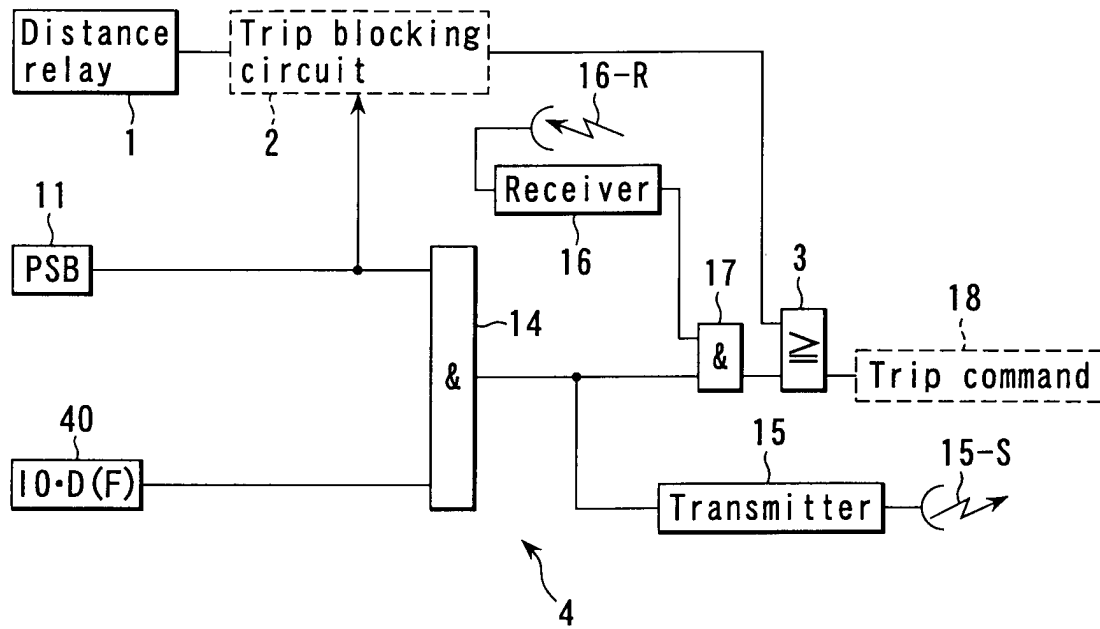 Distance
relay
1
Trip blocking
circuit
2
16-R
Receiver
16
11
PSB
14
&
17
&
3
≧
18
Trip command
40
IO•D(F)
15
Transmitter
15-S
4